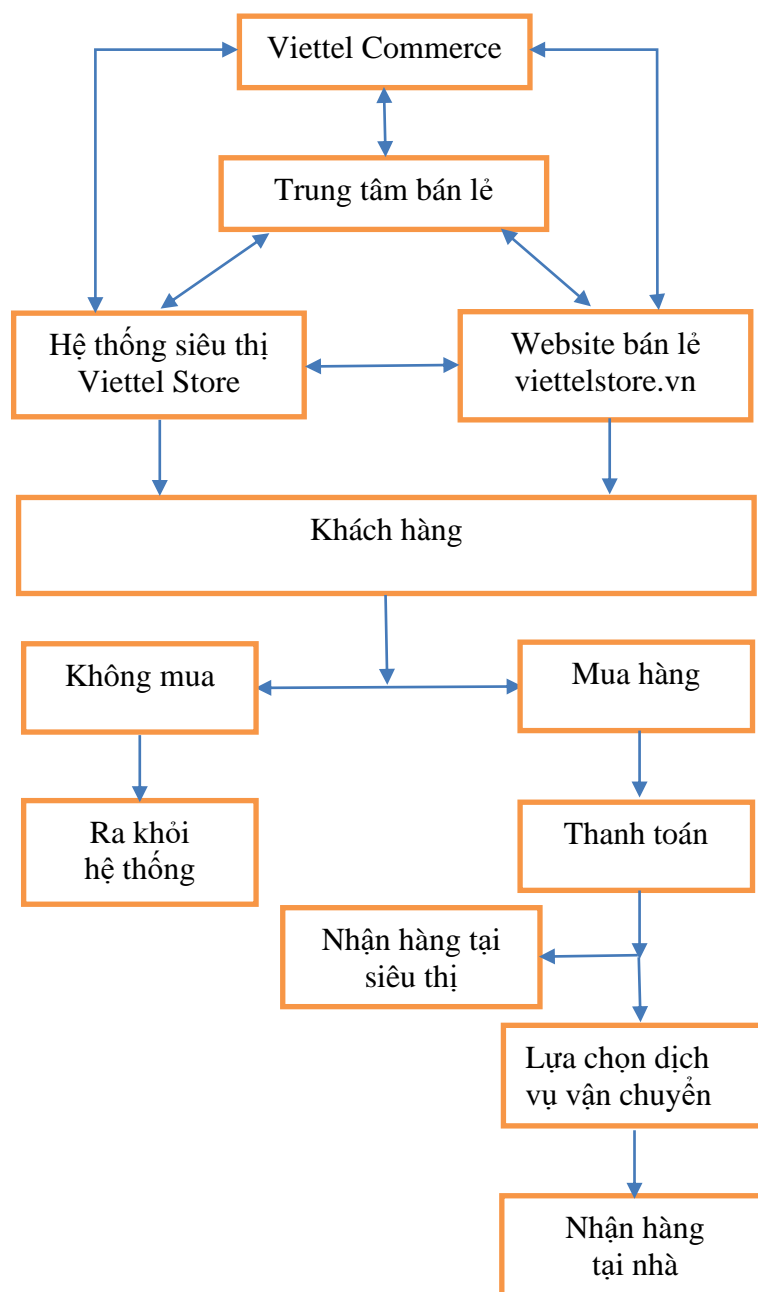 Viettel Commerce
Trung tâm bán lẻ
Hệ thống siêu thị
Viettel Store
Website bán lẻ
viettelstore.vn
Khách hàng
Không mua
Mua hàng
Ra khỏi
hệ thống
Thanh toán
Nhận hàng tại
siêu thị
Lựa chọn dịch
vụ vận chuyển
Nhận hàng
tại nhà